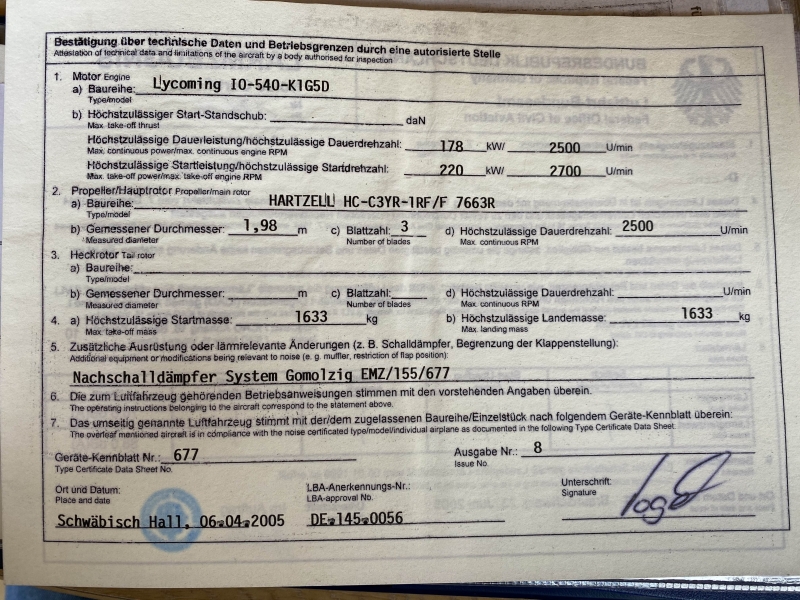 Bestätigung über technische Daten und Betriebsgrenzen durch eine autorisierte Stelle
Attestation of technical data and limitations of the aircraft by a body authorised for inspection
1. Motor Engine
a) Baureihe: Lycoming IO-540-K1G5D
Type/model
b) Höchstzulässiger Start-Standschub: daN
Max. take-off thrust
Höchstzulässige Dauerleistung/höchstzulässige Dauerdrehzahl: 178 kW/ 2500 U/min
Max. continuous power/max. continuous engine RPM
Höchstzulässige Startleistung/höchstzulässige Startdrehzahl: 220 kW/ 2700 U/min
Max. take-off power/max. take-off engine RPM
2. Propeller/Hauptrotor Propeller/main rotor
a) Baureihe: HARTZELL HC-C3YR-1RF/F 7663R
Type/model
b) Gemessener Durchmesser: 1,98 m c) Blattzahl: 3 d) Höchstzulässige Dauerdrehzahl: 2500 U/min
Measured diameter Number of blades Max. continuous RPM
3. Heckrotor Tail rotor
a) Baureihe:
Type/model
b) Gemessener Durchmesser: m c) Blattzahl: d) Höchstzulässige Dauerdrehzahl: U/min
Measured diameter Number of blades Max. continuous RPM
4. a) Höchstzulässige Startmasse: 1633 kg b) Höchstzulässige Landemasse: 1633 kg
Max. take-off mass Max. landing mass
5. Zusätzliche Ausrüstung oder lärmrelevante Änderungen (z. B. Schalldämpfer, Begrenzung der Klappenstellung):
Additional equipment or modifications being relevant to noise (e. g. muffler, restriction of flap position):
Nachschalldämpfer System Gomolzig EMZ/155/677
6. Die zum Luftfahrzeug gehörenden Betriebsanweisungen stimmen mit den vorstehenden Angaben überein.
The operating instructions belonging to the aircraft correspond to the statement above.
7. Das umseitig genannte Luftfahrzeug stimmt mit der/dem zugelassenen Baureihe/Einzelstück nach folgendem Geräte-Kennblatt überein:
The overleaf mentioned aircraft is in compliance with the noise certificated type/model/individual airplane as documented in the following Type Certificate Data Sheet:
Geräte-Kennblatt Nr.: 677 Ausgabe Nr.: 8
Type Certificate Data Sheet No. Issue No.
Ort und Datum: LBA-Anerkennungs-Nr.: Unterschrift:
Place and date LBA-approval No. Signature
Schwäbisch Hall, 06.04.2005 DE.145.0056